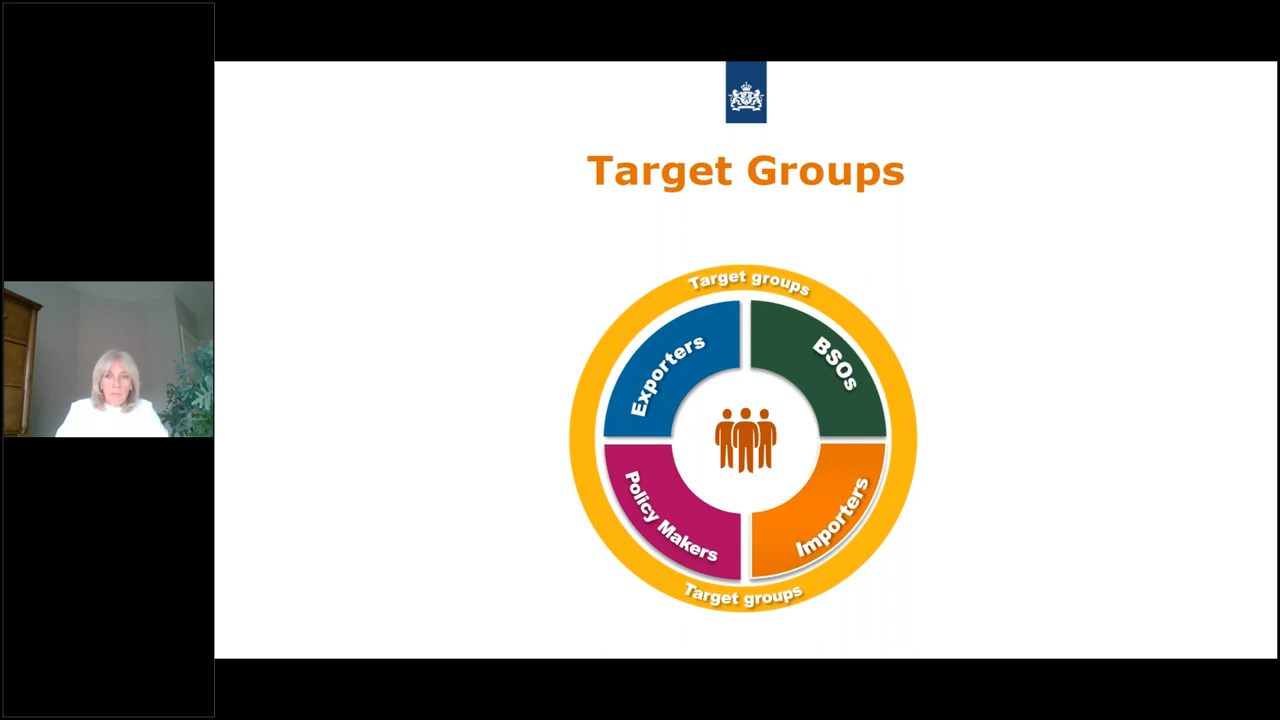 Target Groups
Target groups
Exporters
BSOs
Policy Makers
Importers
Target groups